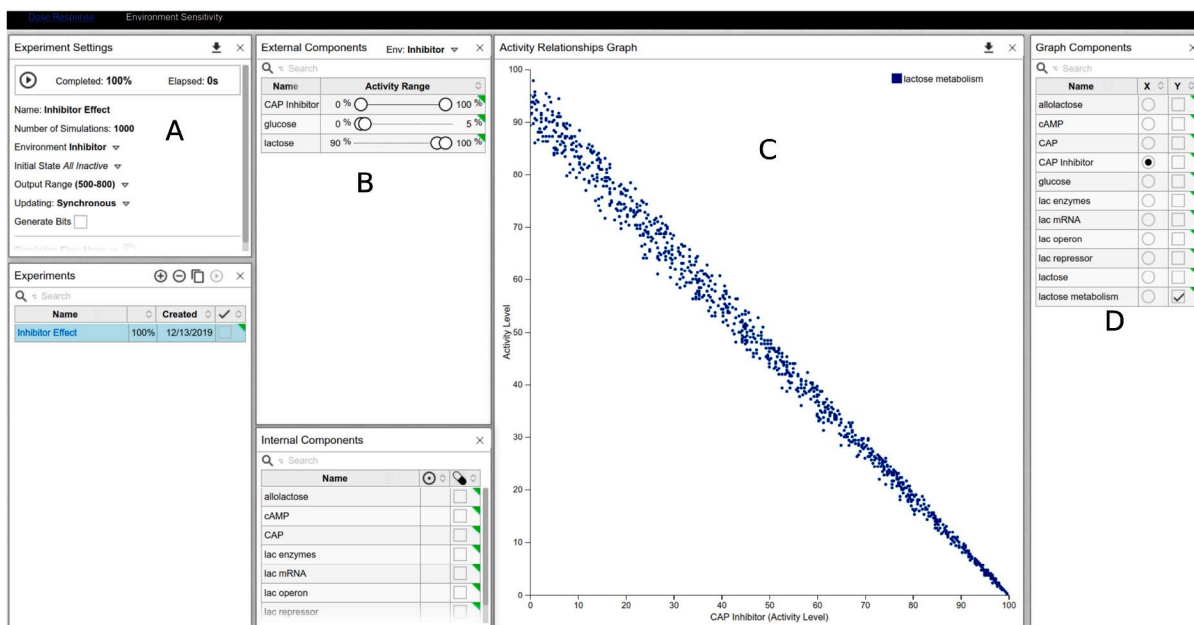 Dose Response Environment Sensitivity
Experiment Settings
Completed: 100% Elapsed: 0s
Name: Inhibitor Effect
Number of Simulations: 1000
Environment Inhibitor
Initial State All Inactive
Output Range (500-800)
Updating: Synchronous
Generate Bits
A
Experiments
Search
Name Created
Inhibitor Effect 100% 12/13/2019
External Components Env: Inhibitor
Search
Name Activity Range
CAP Inhibitor 0 % 100 %
glucose 0 % 5 %
lactose 90 % 100 %
B
Internal Components
Search
Name
allolactose
cAMP
CAP
lac enzymes
lac mRNA
lac operon
lac repressor
Activity Relationships Graph
lactose metabolism
C
100
90
80
70
60
50
40
30
20
10
0
Activity Level
0 10 20 30 40 50 60 70 80 90 100
CAP Inhibitor (Activity Level)
Graph Components
Search
Name X Y
allolactose
cAMP
CAP
CAP Inhibitor
glucose
lac enzymes
lac mRNA
lac operon
lac repressor
lactose
lactose metabolism
D